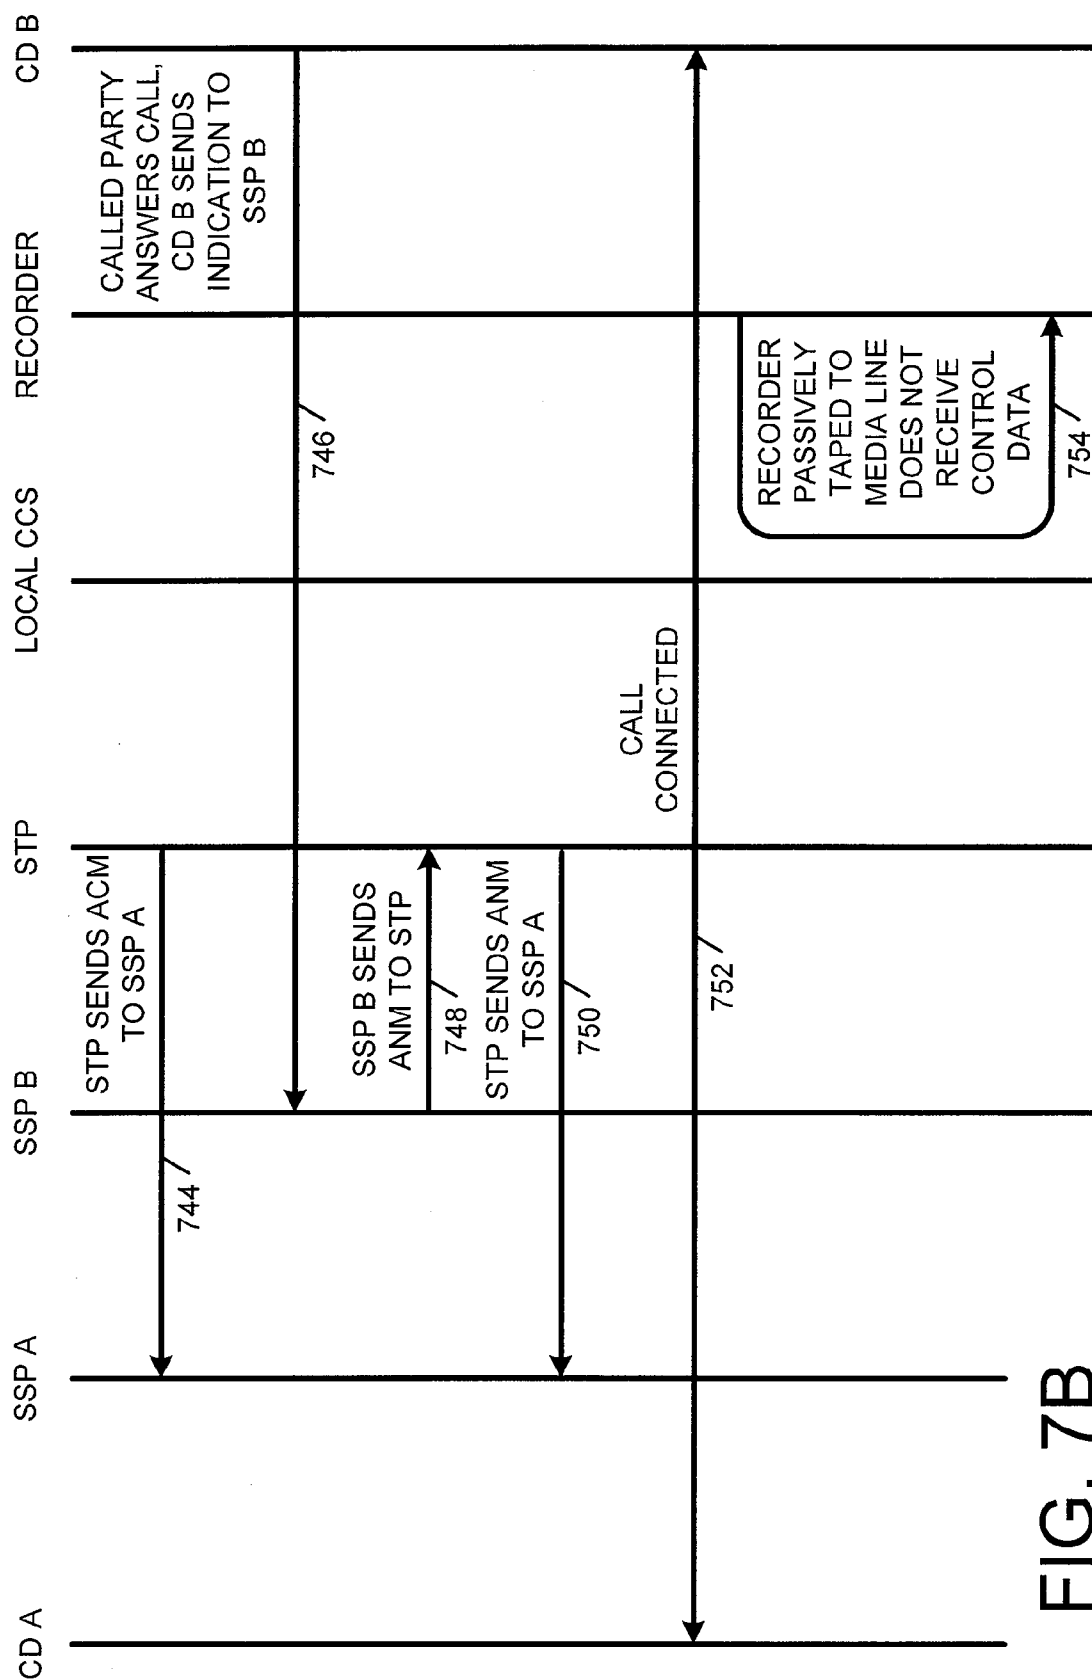 CD A
SSP A
SSP B
STP
LOCAL CCS
RECORDER
CD B
STP SENDS ACM
TO SSP A
744
CALLED PARTY
ANSWERS CALL,
CD B SENDS
INDICATION TO
SSP B
746
SSP B SENDS
ANM TO STP
748
STP SENDS ANM
TO SSP A
750
CALL
CONNECTED
752
RECORDER
PASSIVELY
TAPED TO
MEDIA LINE
DOES NOT
RECEIVE
CONTROL
DATA
754
FIG. 7B